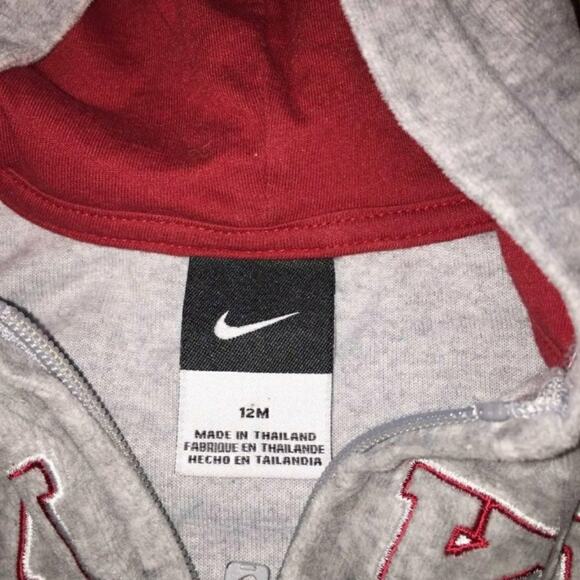 12M
MADE IN THAILAND
FABRIQUE EN THAILANDE
HECHO EN TAILANDIA